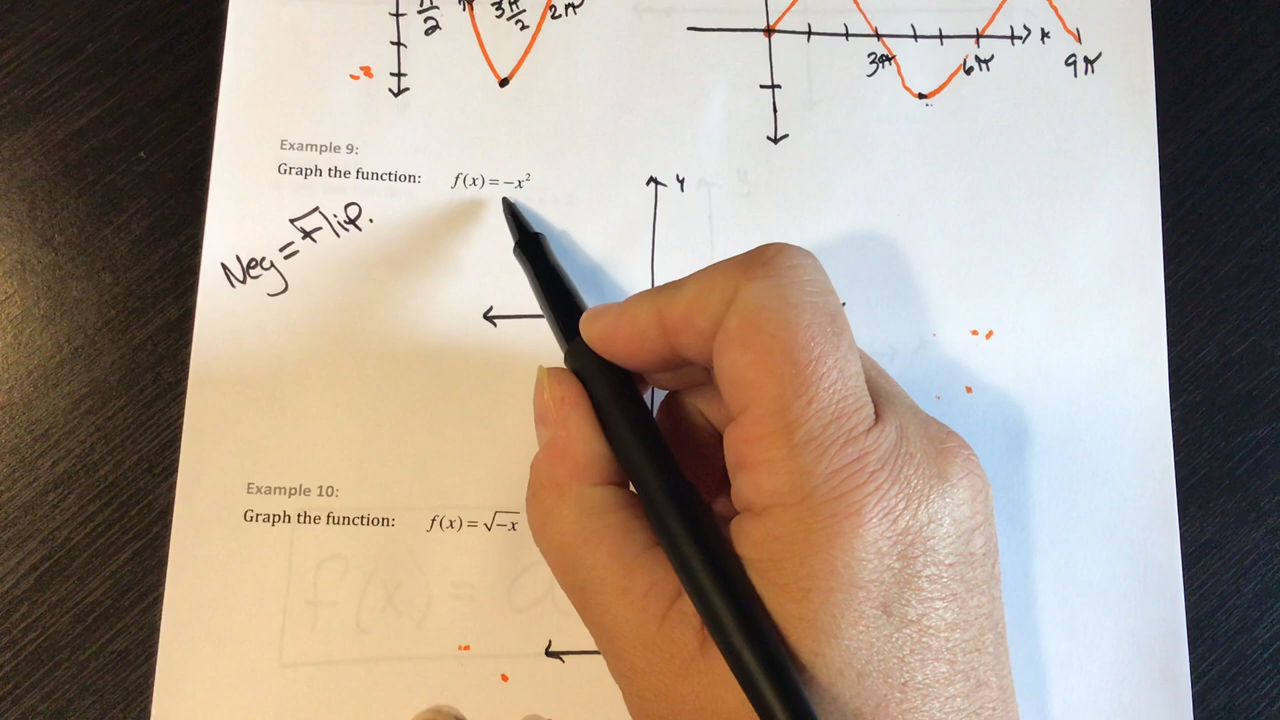 π/2
π
3π/2
2π
x
3π
6π
9π
Example 9:
Graph the function: f(x)=−x²
Neg=Flip.
y
Example 10:
Graph the function: f(x)=√−x
f(x) =